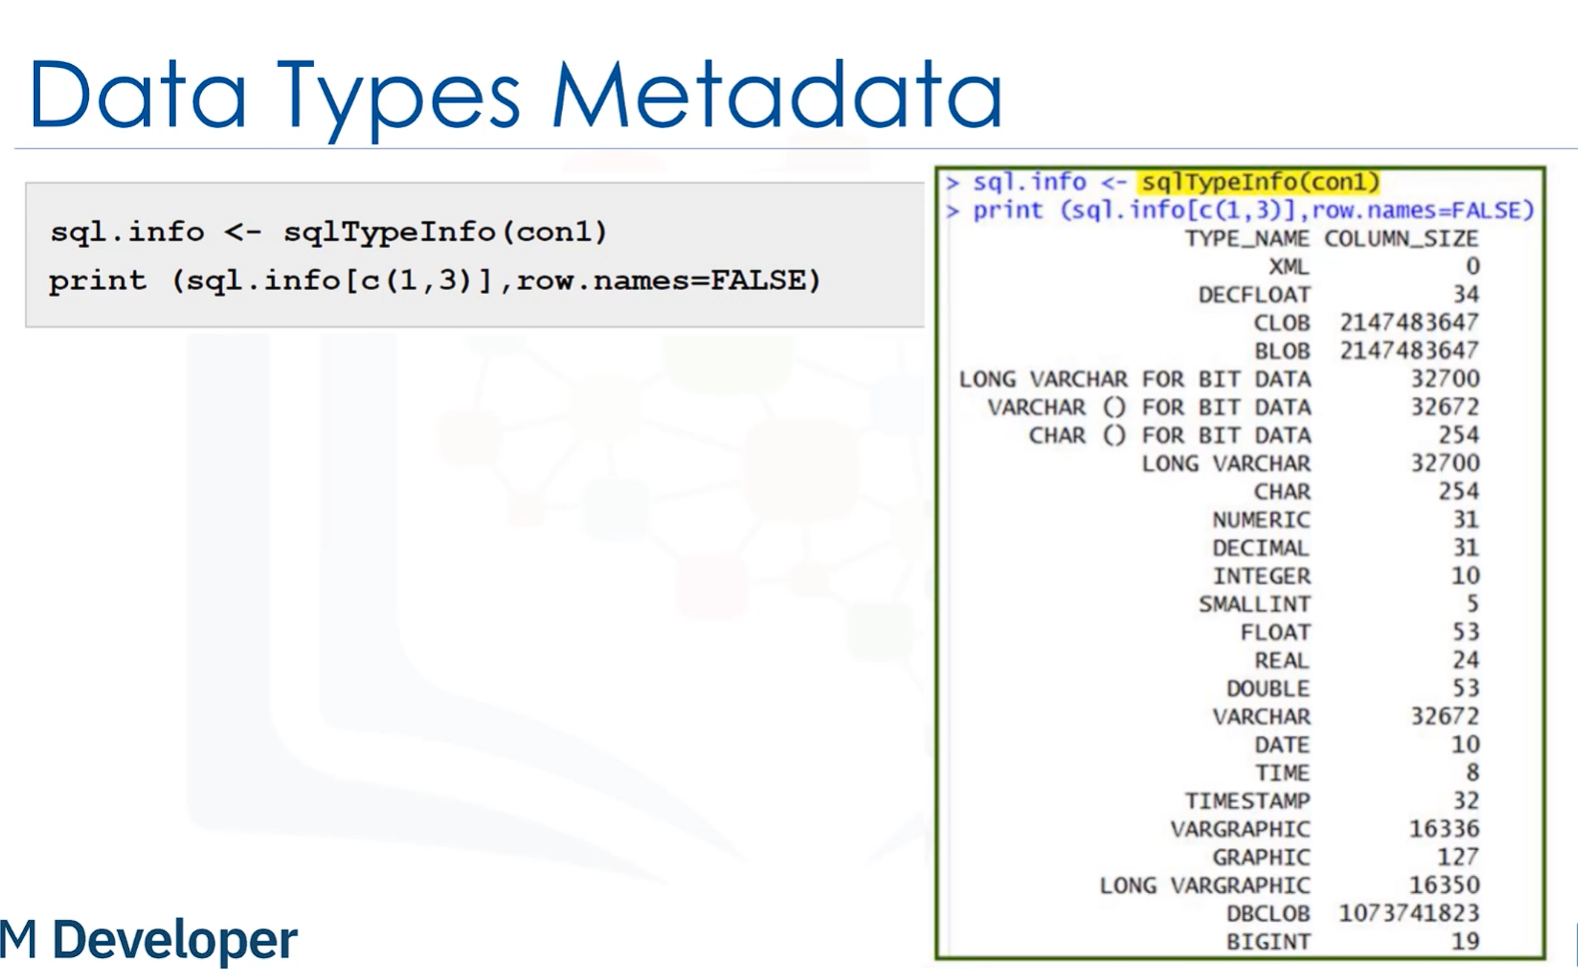 Data Types Metadata
sql.info <- sqlTypeInfo(con1)
print (sql.info[c(1,3)],row.names=FALSE)
> sql.info <- sqlTypeInfo(con1)
> print (sql.info[c(1,3)],row.names=FALSE)
TYPE_NAME COLUMN_SIZE
XML 0
DECFLOAT 34
CLOB 2147483647
BLOB 2147483647
LONG VARCHAR FOR BIT DATA 32700
VARCHAR () FOR BIT DATA 32672
CHAR () FOR BIT DATA 254
LONG VARCHAR 32700
CHAR 254
NUMERIC 31
DECIMAL 31
INTEGER 10
SMALLINT 5
FLOAT 53
REAL 24
DOUBLE 53
VARCHAR 32672
DATE 10
TIME 8
TIMESTAMP 32
VARGRAPHIC 16336
GRAPHIC 127
LONG VARGRAPHIC 16350
DBCLOB 1073741823
BIGINT 19
M Developer